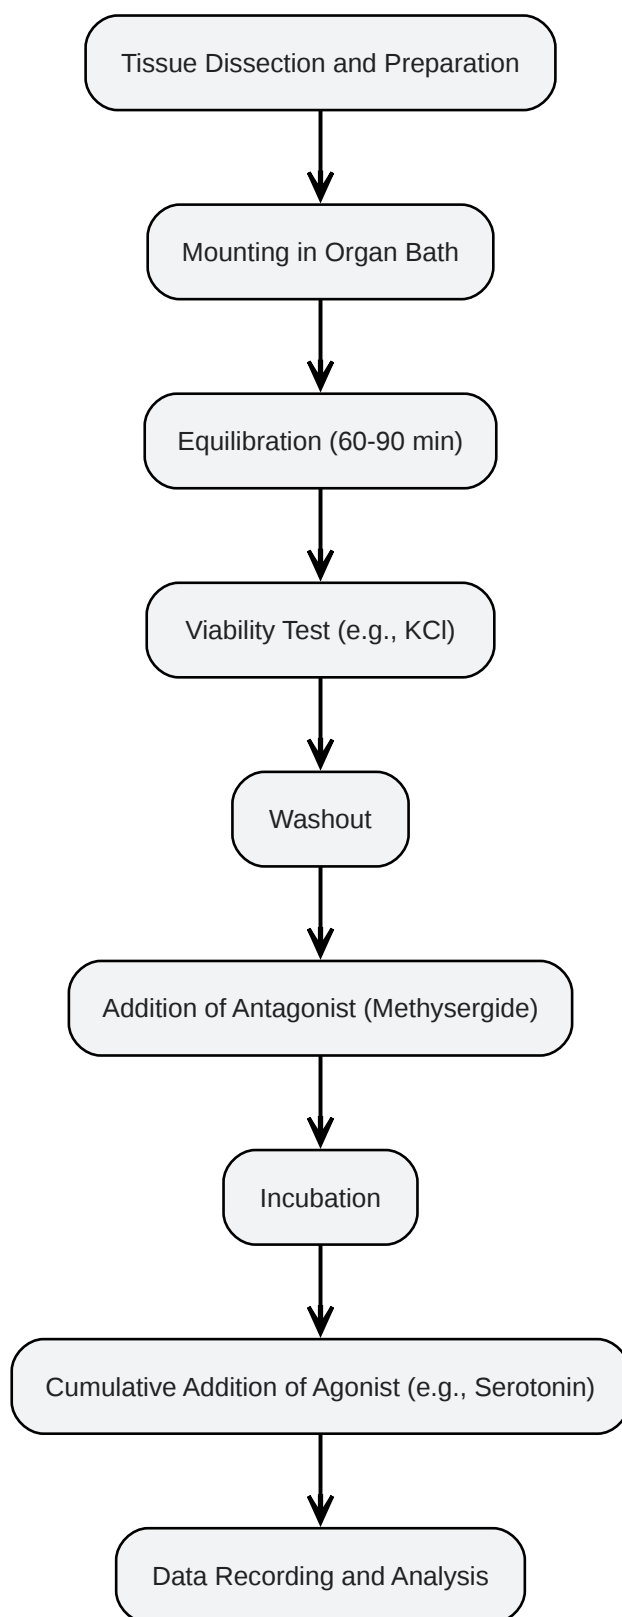 Tissue Dissection and Preparation
Mounting in Organ Bath
Equilibration (60-90 min)
Viability Test (e.g., KCl)
Washout
Addition of Antagonist (Methysergide)
Incubation
Cumulative Addition of Agonist (e.g., Serotonin)
Data Recording and Analysis